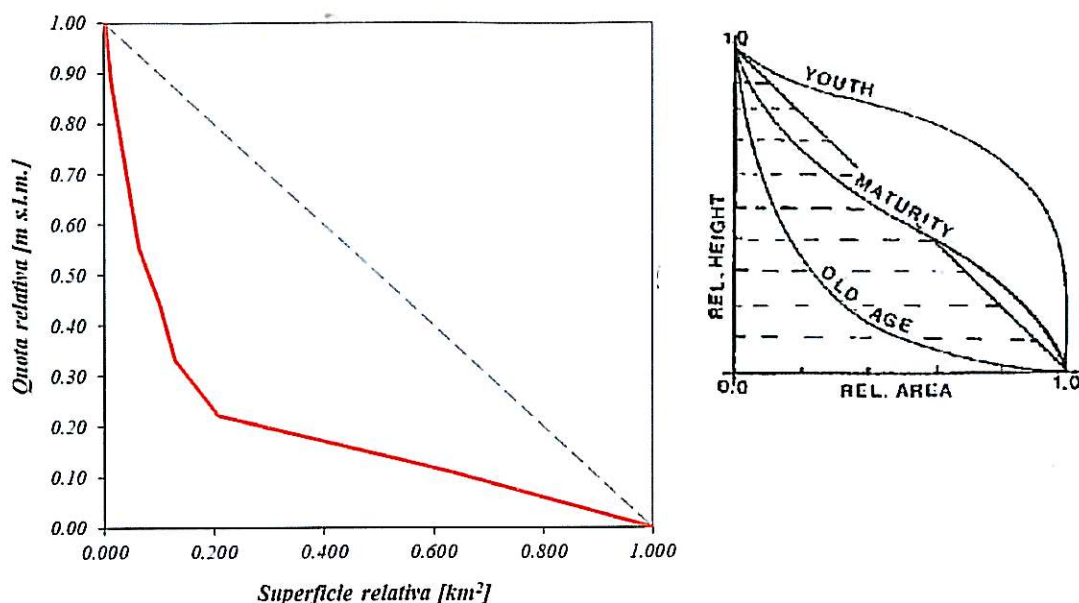 1.00
0.90
0.80
0.70
0.60
0.50
0.40
0.30
0.20
0.10
0.00
Quota relativa [m s.l.m.]
0.000
0.200
0.400
0.600
0.800
1.000
Superficie relativa [km²]
1.0
YOUTH
MATURITY
OLD AGE
REL. HEIGHT
0.0
REL. AREA
1.0